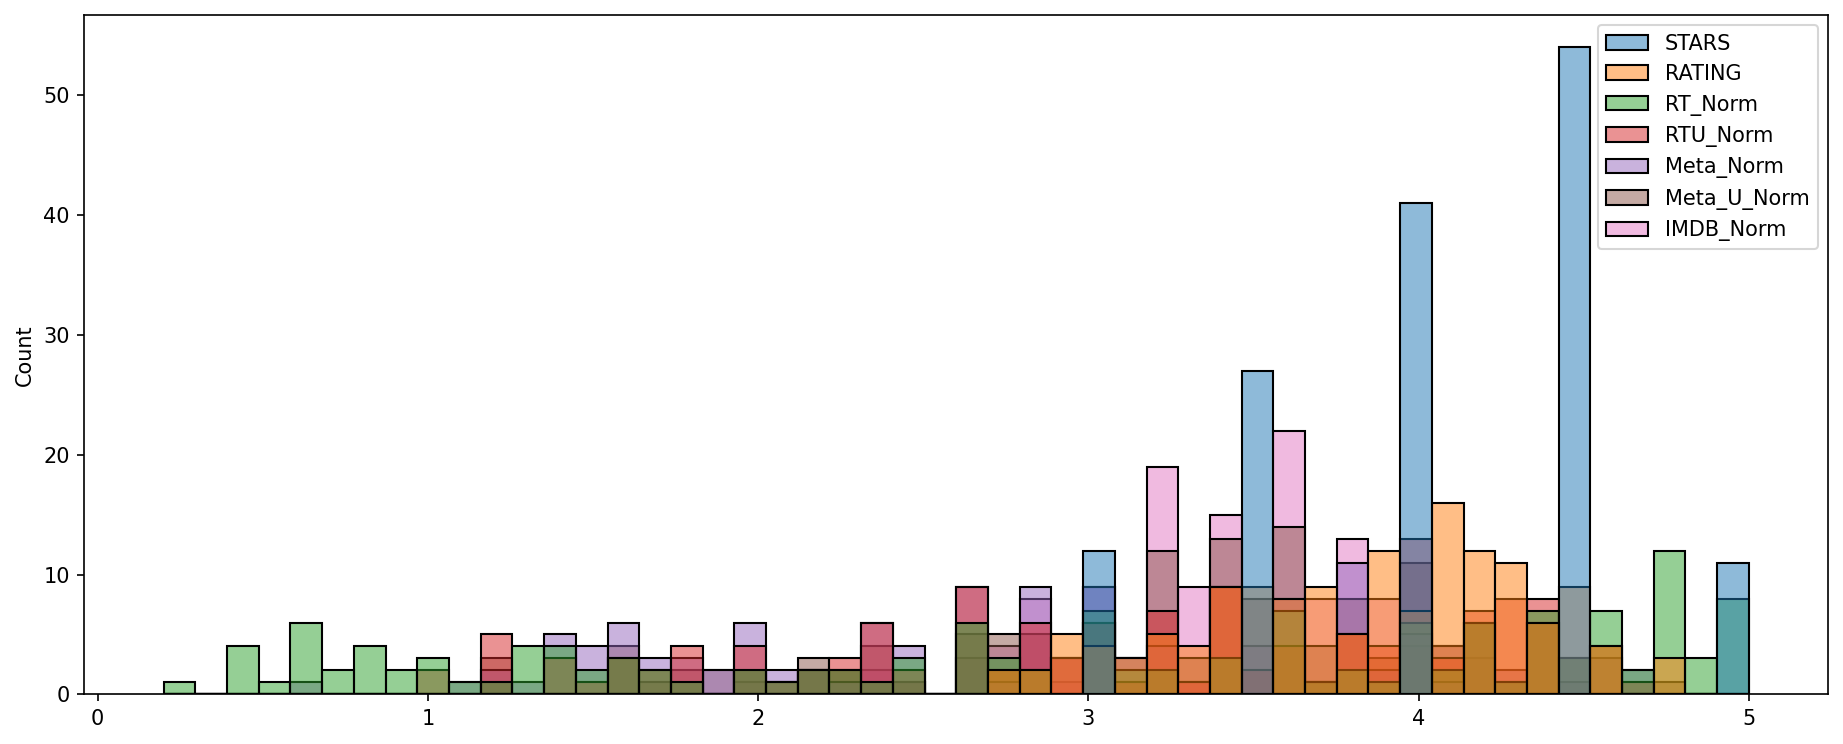 Count
50
40
30
20
10
0
0 1 2 3 4 5
STARS
RATING
RT_Norm
RTU_Norm
Meta_Norm
Meta_U_Norm
IMDB_Norm